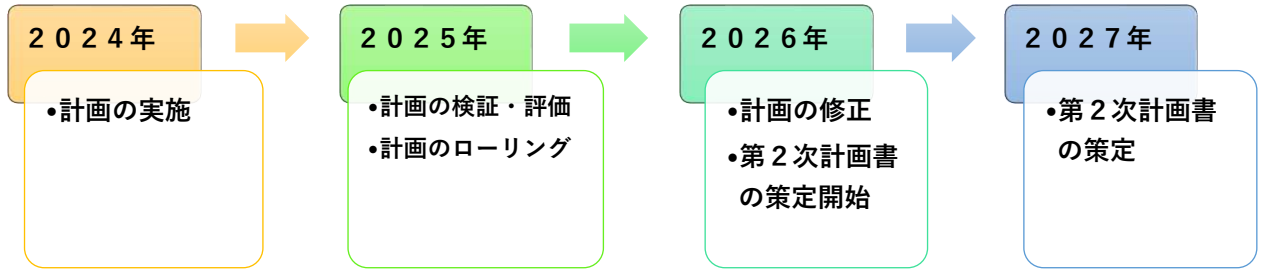 ２０２４年
•計画の実施
２０２５年
•計画の検証・評価
•計画のローリング
２０２６年
•計画の修正
•第２次計画書
の策定開始
２０２７年
•第２次計画書
の策定